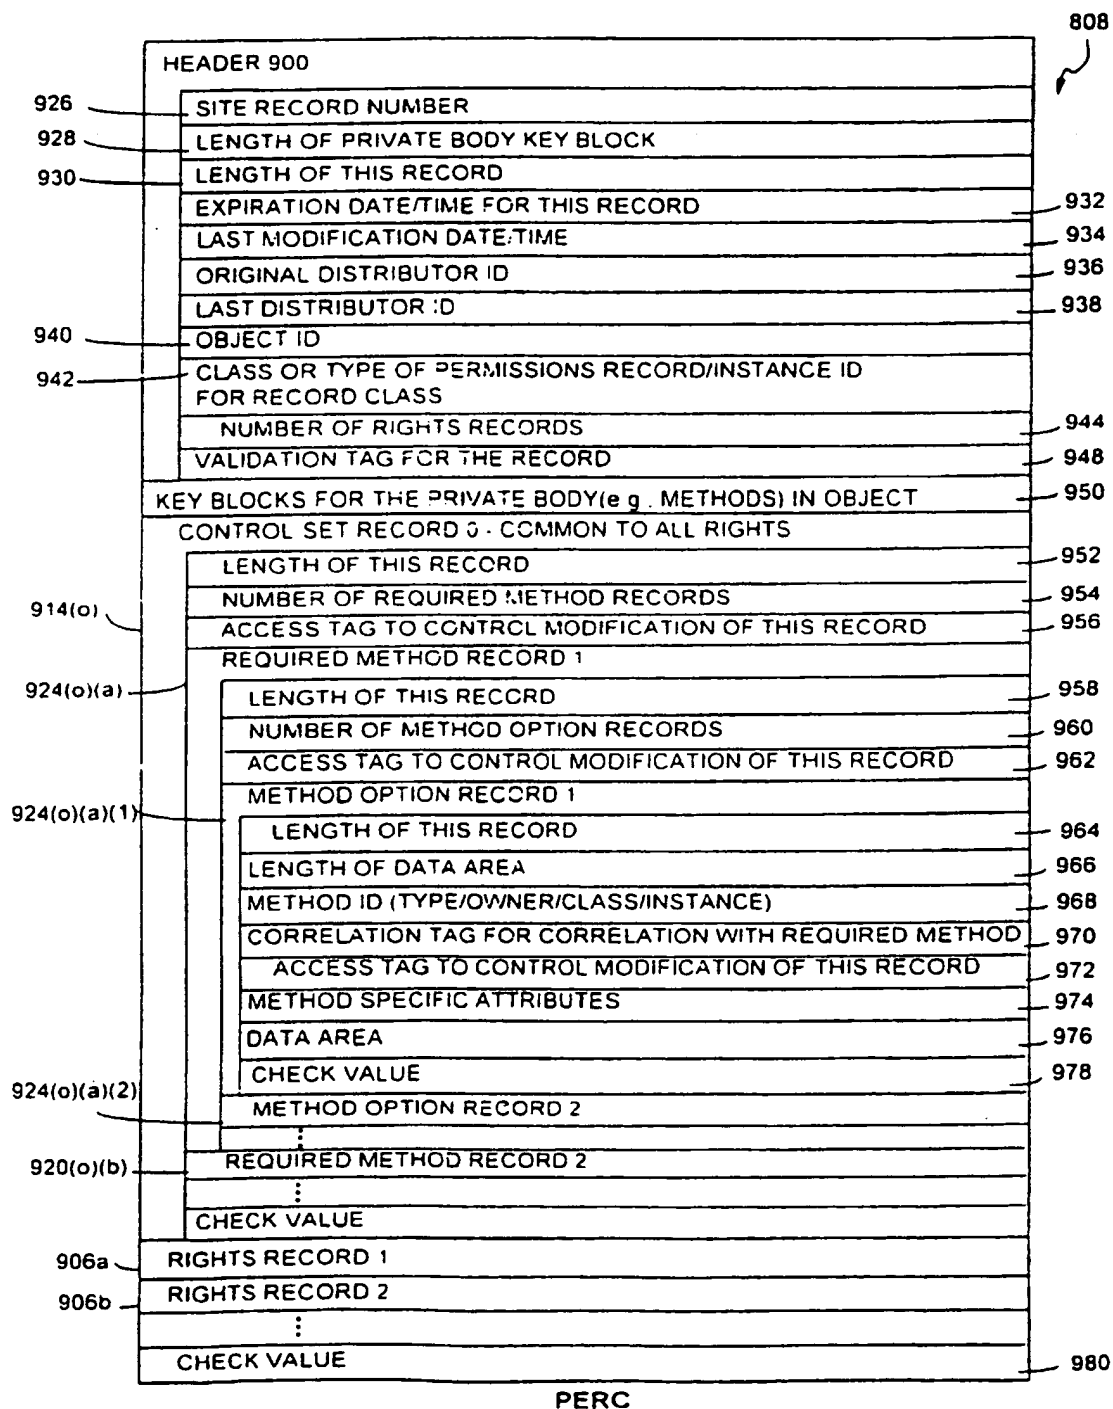 808
HEADER 900
926 SITE RECORD NUMBER
928 LENGTH OF PRIVATE BODY KEY BLOCK
930 LENGTH OF THIS RECORD
EXPIRATION DATE/TIME FOR THIS RECORD 932
LAST MODIFICATION DATE/TIME 934
ORIGINAL DISTRIBUTOR ID 936
LAST DISTRIBUTOR ID 938
940 OBJECT ID
942 CLASS OR TYPE OF PERMISSIONS RECORD/INSTANCE ID
FOR RECORD CLASS
NUMBER OF RIGHTS RECORDS 944
VALIDATION TAG FOR THE RECORD 948
KEY BLOCKS FOR THE PRIVATE BODY(e g . METHODS) IN OBJECT 950
CONTROL SET RECORD 0 - COMMON TO ALL RIGHTS
LENGTH OF THIS RECORD 952
914(o) NUMBER OF REQUIRED METHOD RECORDS 954
ACCESS TAG TO CONTROL MODIFICATION OF THIS RECORD 956
REQUIRED METHOD RECORD 1
924(o)(a) LENGTH OF THIS RECORD 958
NUMBER OF METHOD OPTION RECORDS 960
ACCESS TAG TO CONTROL MODIFICATION OF THIS RECORD 962
METHOD OPTION RECORD 1
924(o)(a)(1) LENGTH OF THIS RECORD 964
LENGTH OF DATA AREA 966
METHOD ID (TYPE/OWNER/CLASS/INSTANCE) 968
CORRELATION TAG FOR CORRELATION WITH REQUIRED METHOD 970
ACCESS TAG TO CONTROL MODIFICATION OF THIS RECORD 972
METHOD SPECIFIC ATTRIBUTES 974
DATA AREA 976
CHECK VALUE 978
924(o)(a)(2) METHOD OPTION RECORD 2
920(o)(b) REQUIRED METHOD RECORD 2
CHECK VALUE
906a RIGHTS RECORD 1
906b RIGHTS RECORD 2
CHECK VALUE 980
PERC